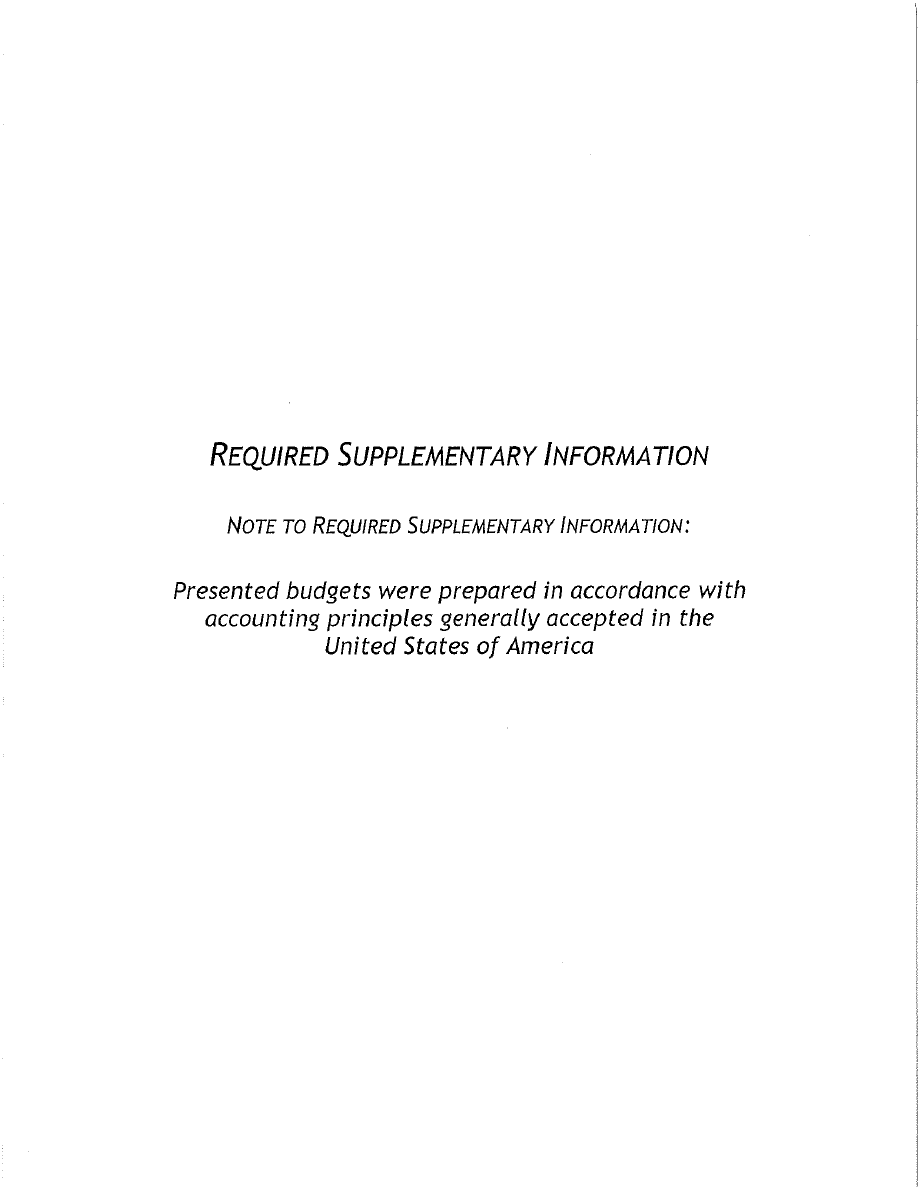 REQUIRED SUPPLEMENTARY INFORMATION
NOTE TO REQUIRED SUPPLEMENTARY INFORMATION:
Presented budgets were prepared in accordance with
accounting principles generally accepted in the
United States of America